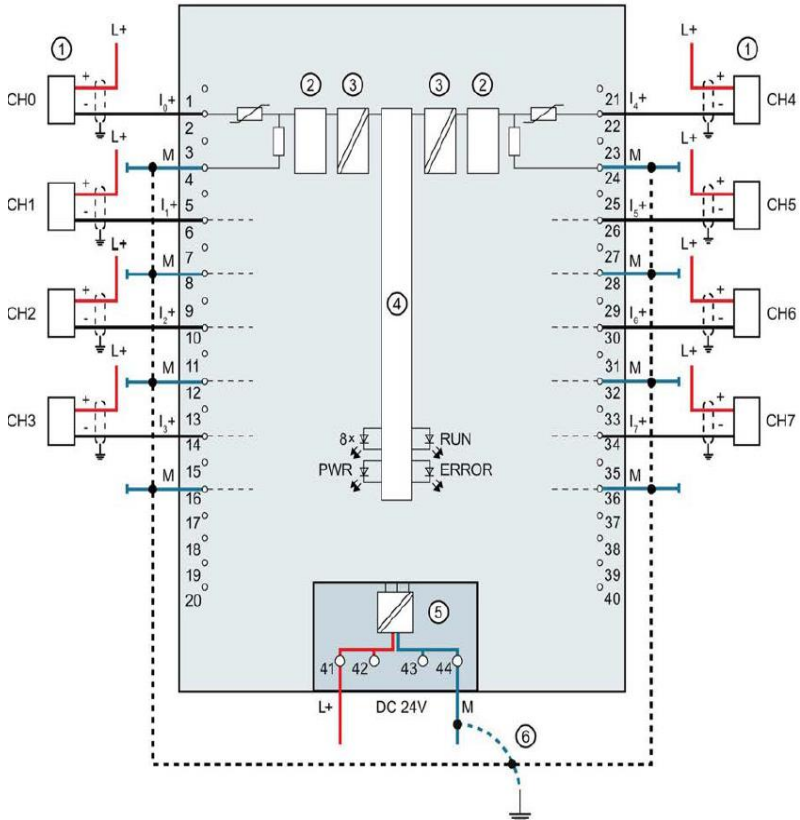 L+ L+
① ② ③ ③ ② ①
CH0 + - I₀+ 1 21 I₄+ + - CH4
2 22
L+ 3 23 L+
M 4 24 M
CH1 + - I₁+ 5 25 I₅+ + - CH5
6 26
L+ 7 27 L+
M 8 28 M
CH2 + - I₂+ 9 ④ 29 I₆+ + - CH6
10 30
L+ 11 31 L+
M 12 32 M
CH3 + - I₃+ 13 33 I₇+ + - CH7
14 34
8x RUN
M 15 35 M
PWR ERROR
16 36
17 37
18 38
19 39
20 40
⑤
41 42 43 44
L+ DC 24V M
⑥